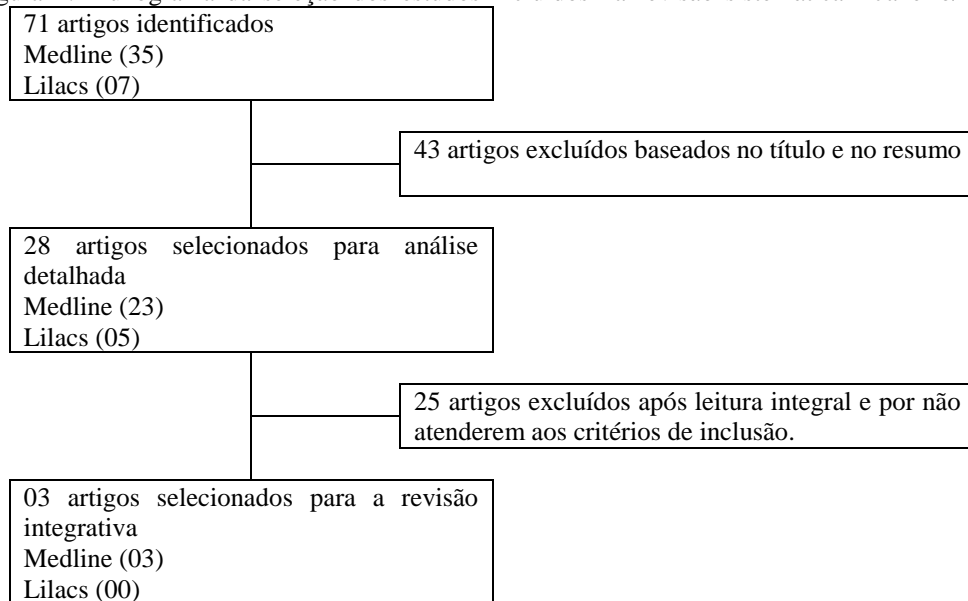 71 artigos identificados
Medline (35)
Lilacs (07)
43 artigos excluídos baseados no título e no resumo
28 artigos selecionados para análise
detalhada
Medline (23)
Lilacs (05)
25 artigos excluídos após leitura integral e por não
atenderem aos critérios de inclusão.
03 artigos selecionados para a revisão
integrativa
Medline (03)
Lilacs (00)